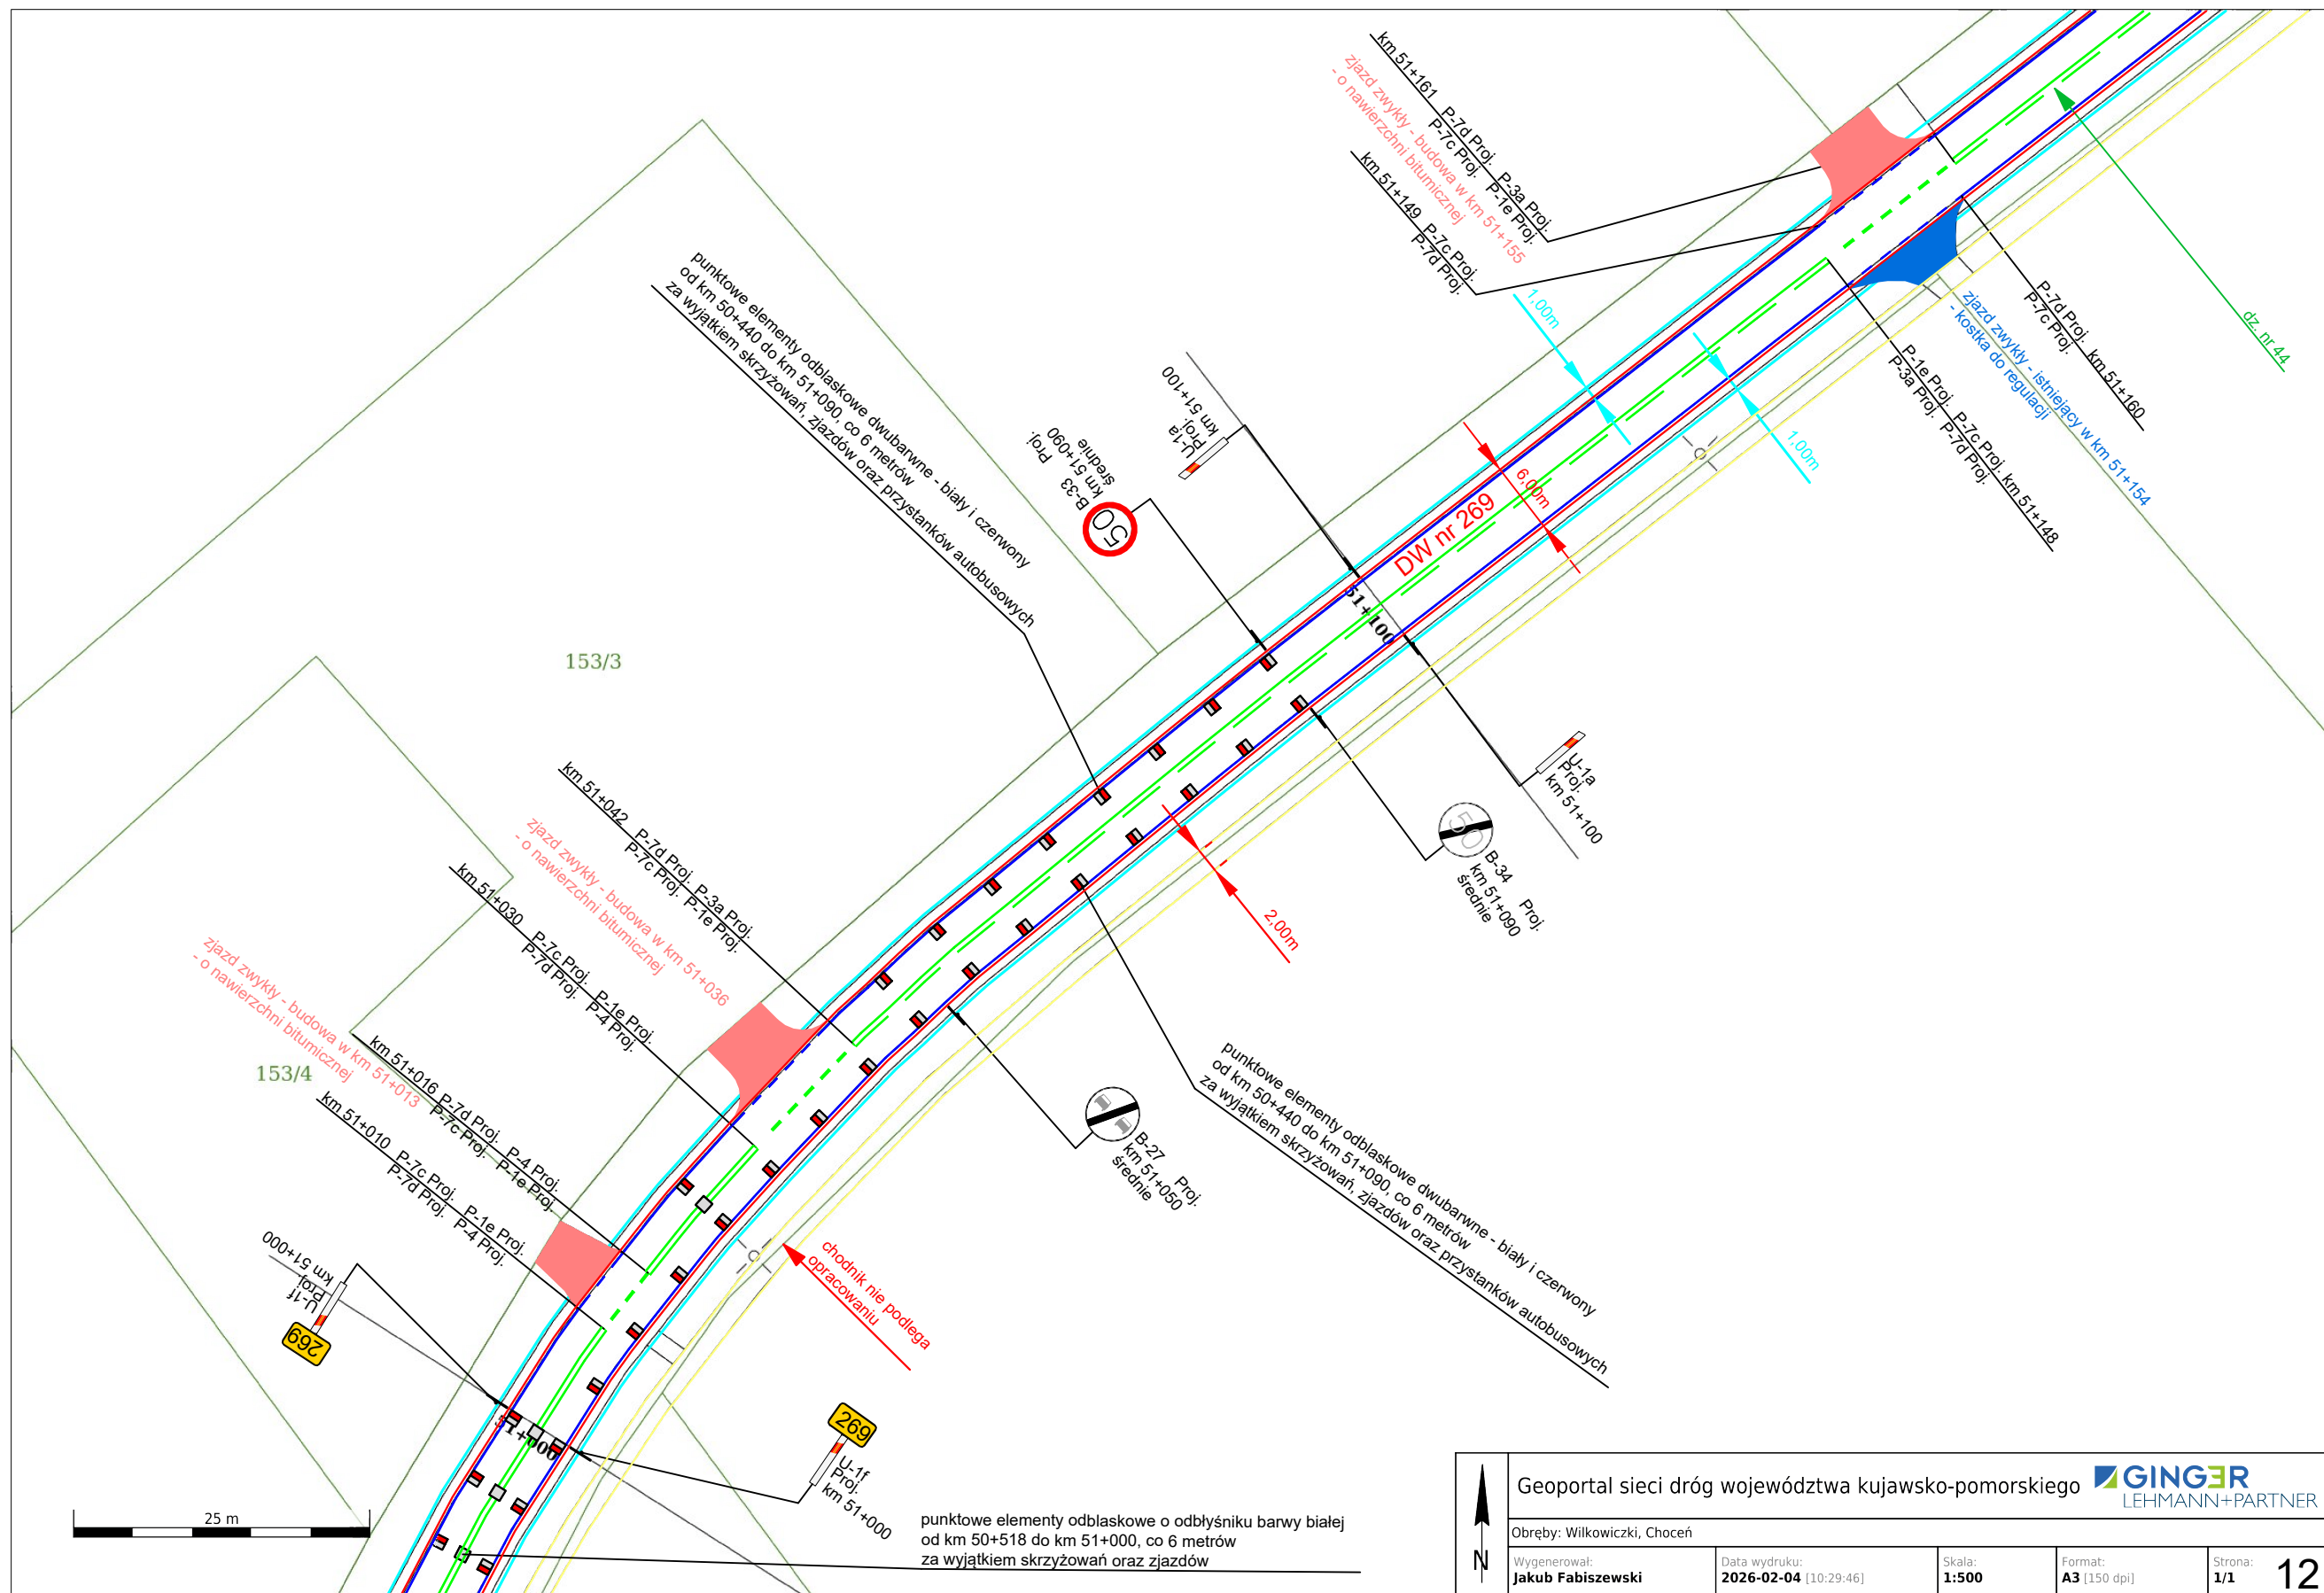 km 51+161   P-7d Proj.   P-3a Proj.
P-7c Proj.   P-1e Proj.
zjazd zwykły - budowa w km 51+155
- o nawierzchni bitumicznej
km 51+149   P-7c Proj.
P-7d Proj.
punktowe elementy odblaskowe dwubarwne - biały i czerwony
od km 50+440 do km 51+090, co 6 metrów
za wyjątkiem skrzyżowań, zjazdów oraz przystanków autobusowych
1,00m
U-1a
Proj.
km 51+100
B-33     Proj.
km 51+090
średnie
50
1,00m
6,00m
DW nr 269
51+100
P-7d Proj.   km 51+160
P-7c Proj.
zjazd zwykły - istniejący w km 51+154
- kostka do regulacji
dz. nr 44
P-1e Proj.   P-7c Proj.   km 51+148
P-3a Proj.   P-7d Proj.
153/3
U-1a
Proj.
km 51+100
50
B-34     Proj.
km 51+090
średnie
2,00m
km 51+042   P-7d Proj.   P-3a Proj.
P-7c Proj.   P-1e Proj.
zjazd zwykły - budowa w km 51+036
- o nawierzchni bitumicznej
km 51+030   P-7c Proj.   P-1e Proj.
P-7d Proj.   P-4 Proj.
zjazd zwykły - budowa w km 51+013
- o nawierzchni bitumicznej
153/4
km 51+016   P-7d Proj.   P-4 Proj.
P-7c Proj.   P-1e Proj.
km 51+010   P-7c Proj.   P-1e Proj.
P-7d Proj.   P-4 Proj.
B-27     Proj.
km 51+050
średnie
punktowe elementy odblaskowe dwubarwne - biały i czerwony
od km 50+440 do km 51+090, co 6 metrów
za wyjątkiem skrzyżowań, zjazdów oraz przystanków autobusowych
chodnik nie podlega
opracowaniu
U-1f
Proj.
km 51+000
269
51+000
269
U-1f
Proj.
km 51+000
25 m
punktowe elementy odblaskowe o odbłyśniku barwy białej
od km 50+518 do km 51+000, co 6 metrów
za wyjątkiem skrzyżowań oraz zjazdów
N
Geoportal sieci dróg województwa kujawsko-pomorskiego
GINGER
LEHMANN+PARTNER
Obręby: Wilkowiczki, Choceń
Wygenerował:
Jakub Fabiszewski
Data wydruku:
2026-02-04 [10:29:46]
Skala:
1:500
Format:
A3 [150 dpi]
Strona:
1/1
12